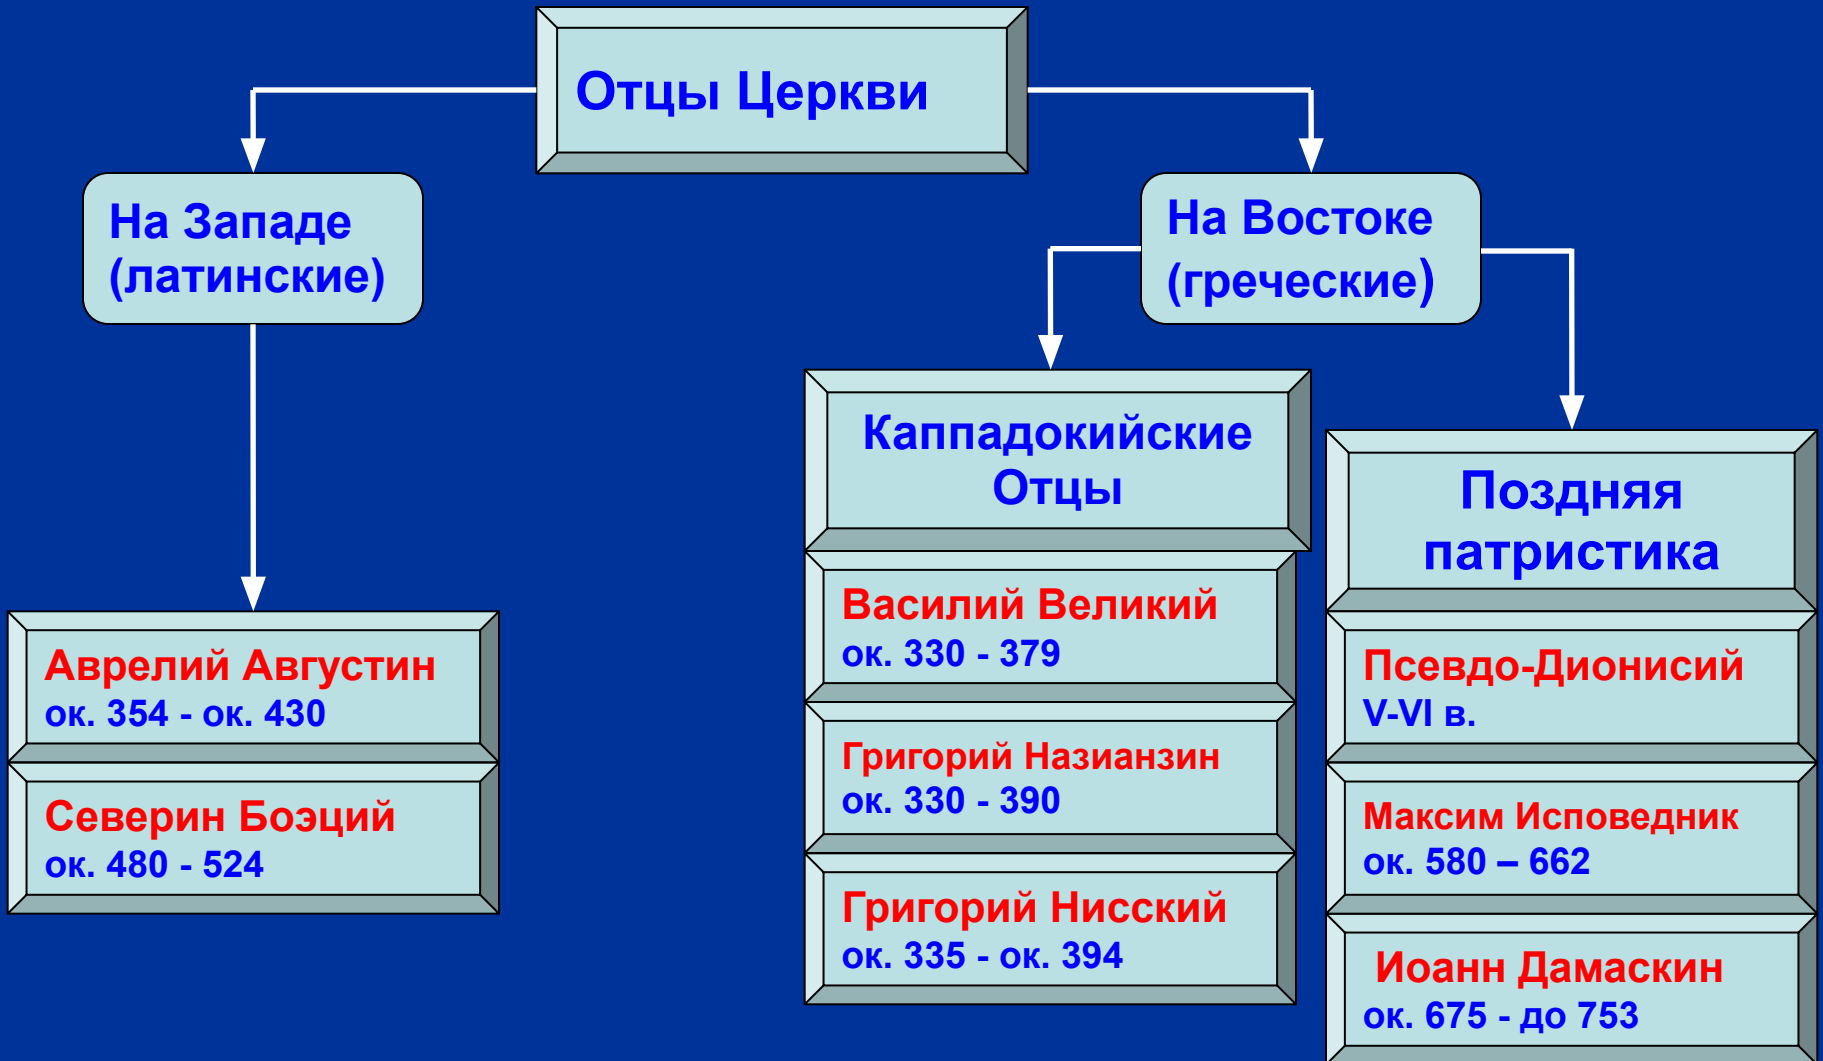 Отцы Церкви
На Западе
(латинские)
На Востоке
(греческие)
Аврелий Августин
ок. 354 - ок. 430
Северин Боэций
ок. 480 - 524
Каппадокийские
Отцы
Василий Великий
ок. 330 - 379
Григорий Назианзин
ок. 330 - 390
Григорий Нисский
ок. 335 - ок. 394
Поздняя
патристика
Псевдо-Дионисий
V-VI в.
Максим Исповедник
ок. 580 – 662
Иоанн Дамаскин
ок. 675 - до 753